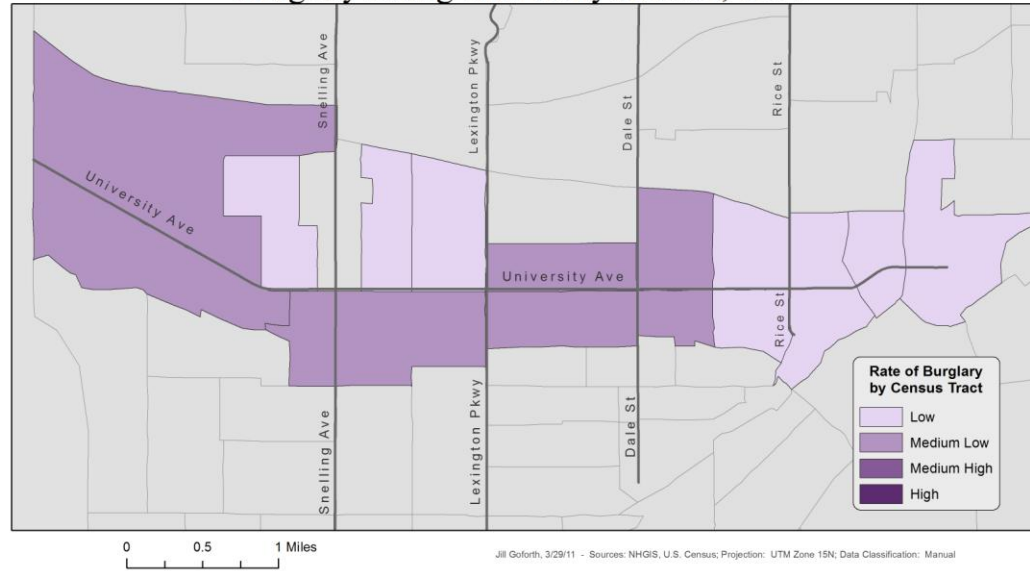 Snelling Ave
Lexington Pkwy
Dale St
Rice St
University Ave
University Ave
Rice St
Snelling Ave
Lexington Pkwy
Dale St
Rate of Burglary
by Census Tract
Low
Medium Low
Medium High
High
0 0.5 1 Miles
Jill Goforth, 3/29/11 - Sources: NHGIS, U.S. Census; Projection: UTM Zone 15N; Data Classification: Manual